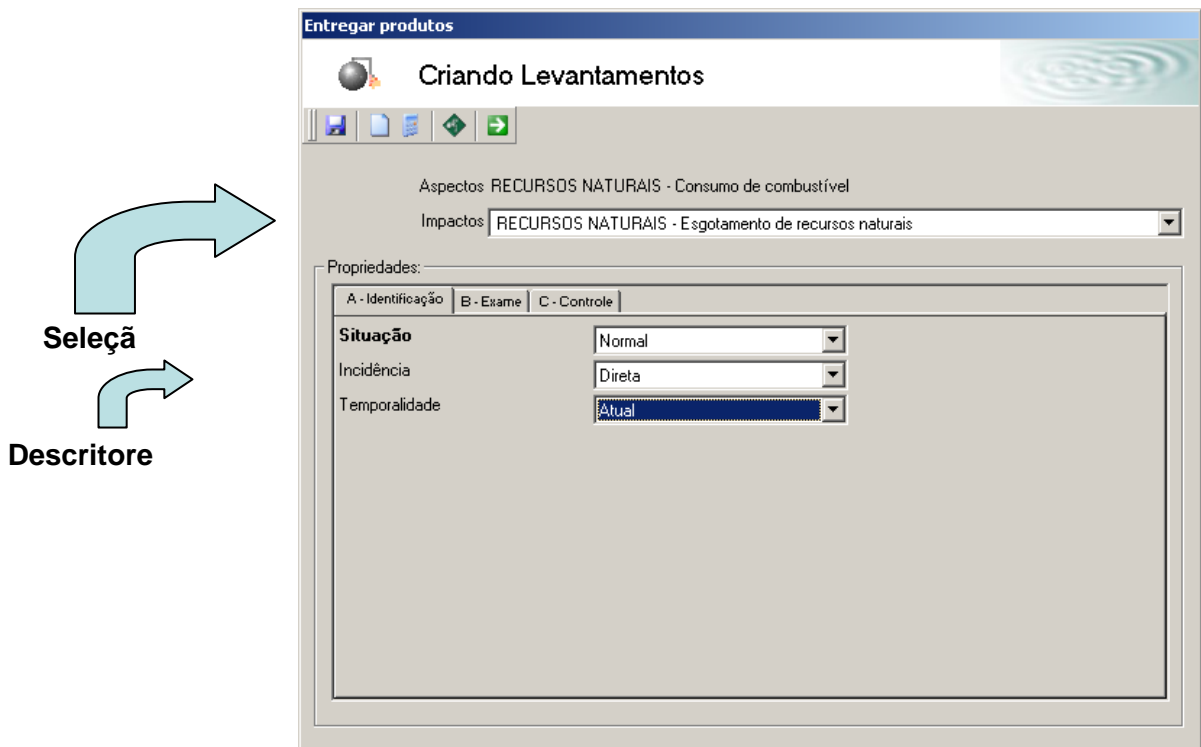 Entregar produtos
Criando Levantamentos
Aspectos RECURSOS NATURAIS - Consumo de combustível
Impactos RECURSOS NATURAIS - Esgotamento de recursos naturais
Propriedades:
A - Identificação B - Exame C - Controle
Situação Normal
Incidência Direta
Temporalidade Atual
Seleçã
Descritore